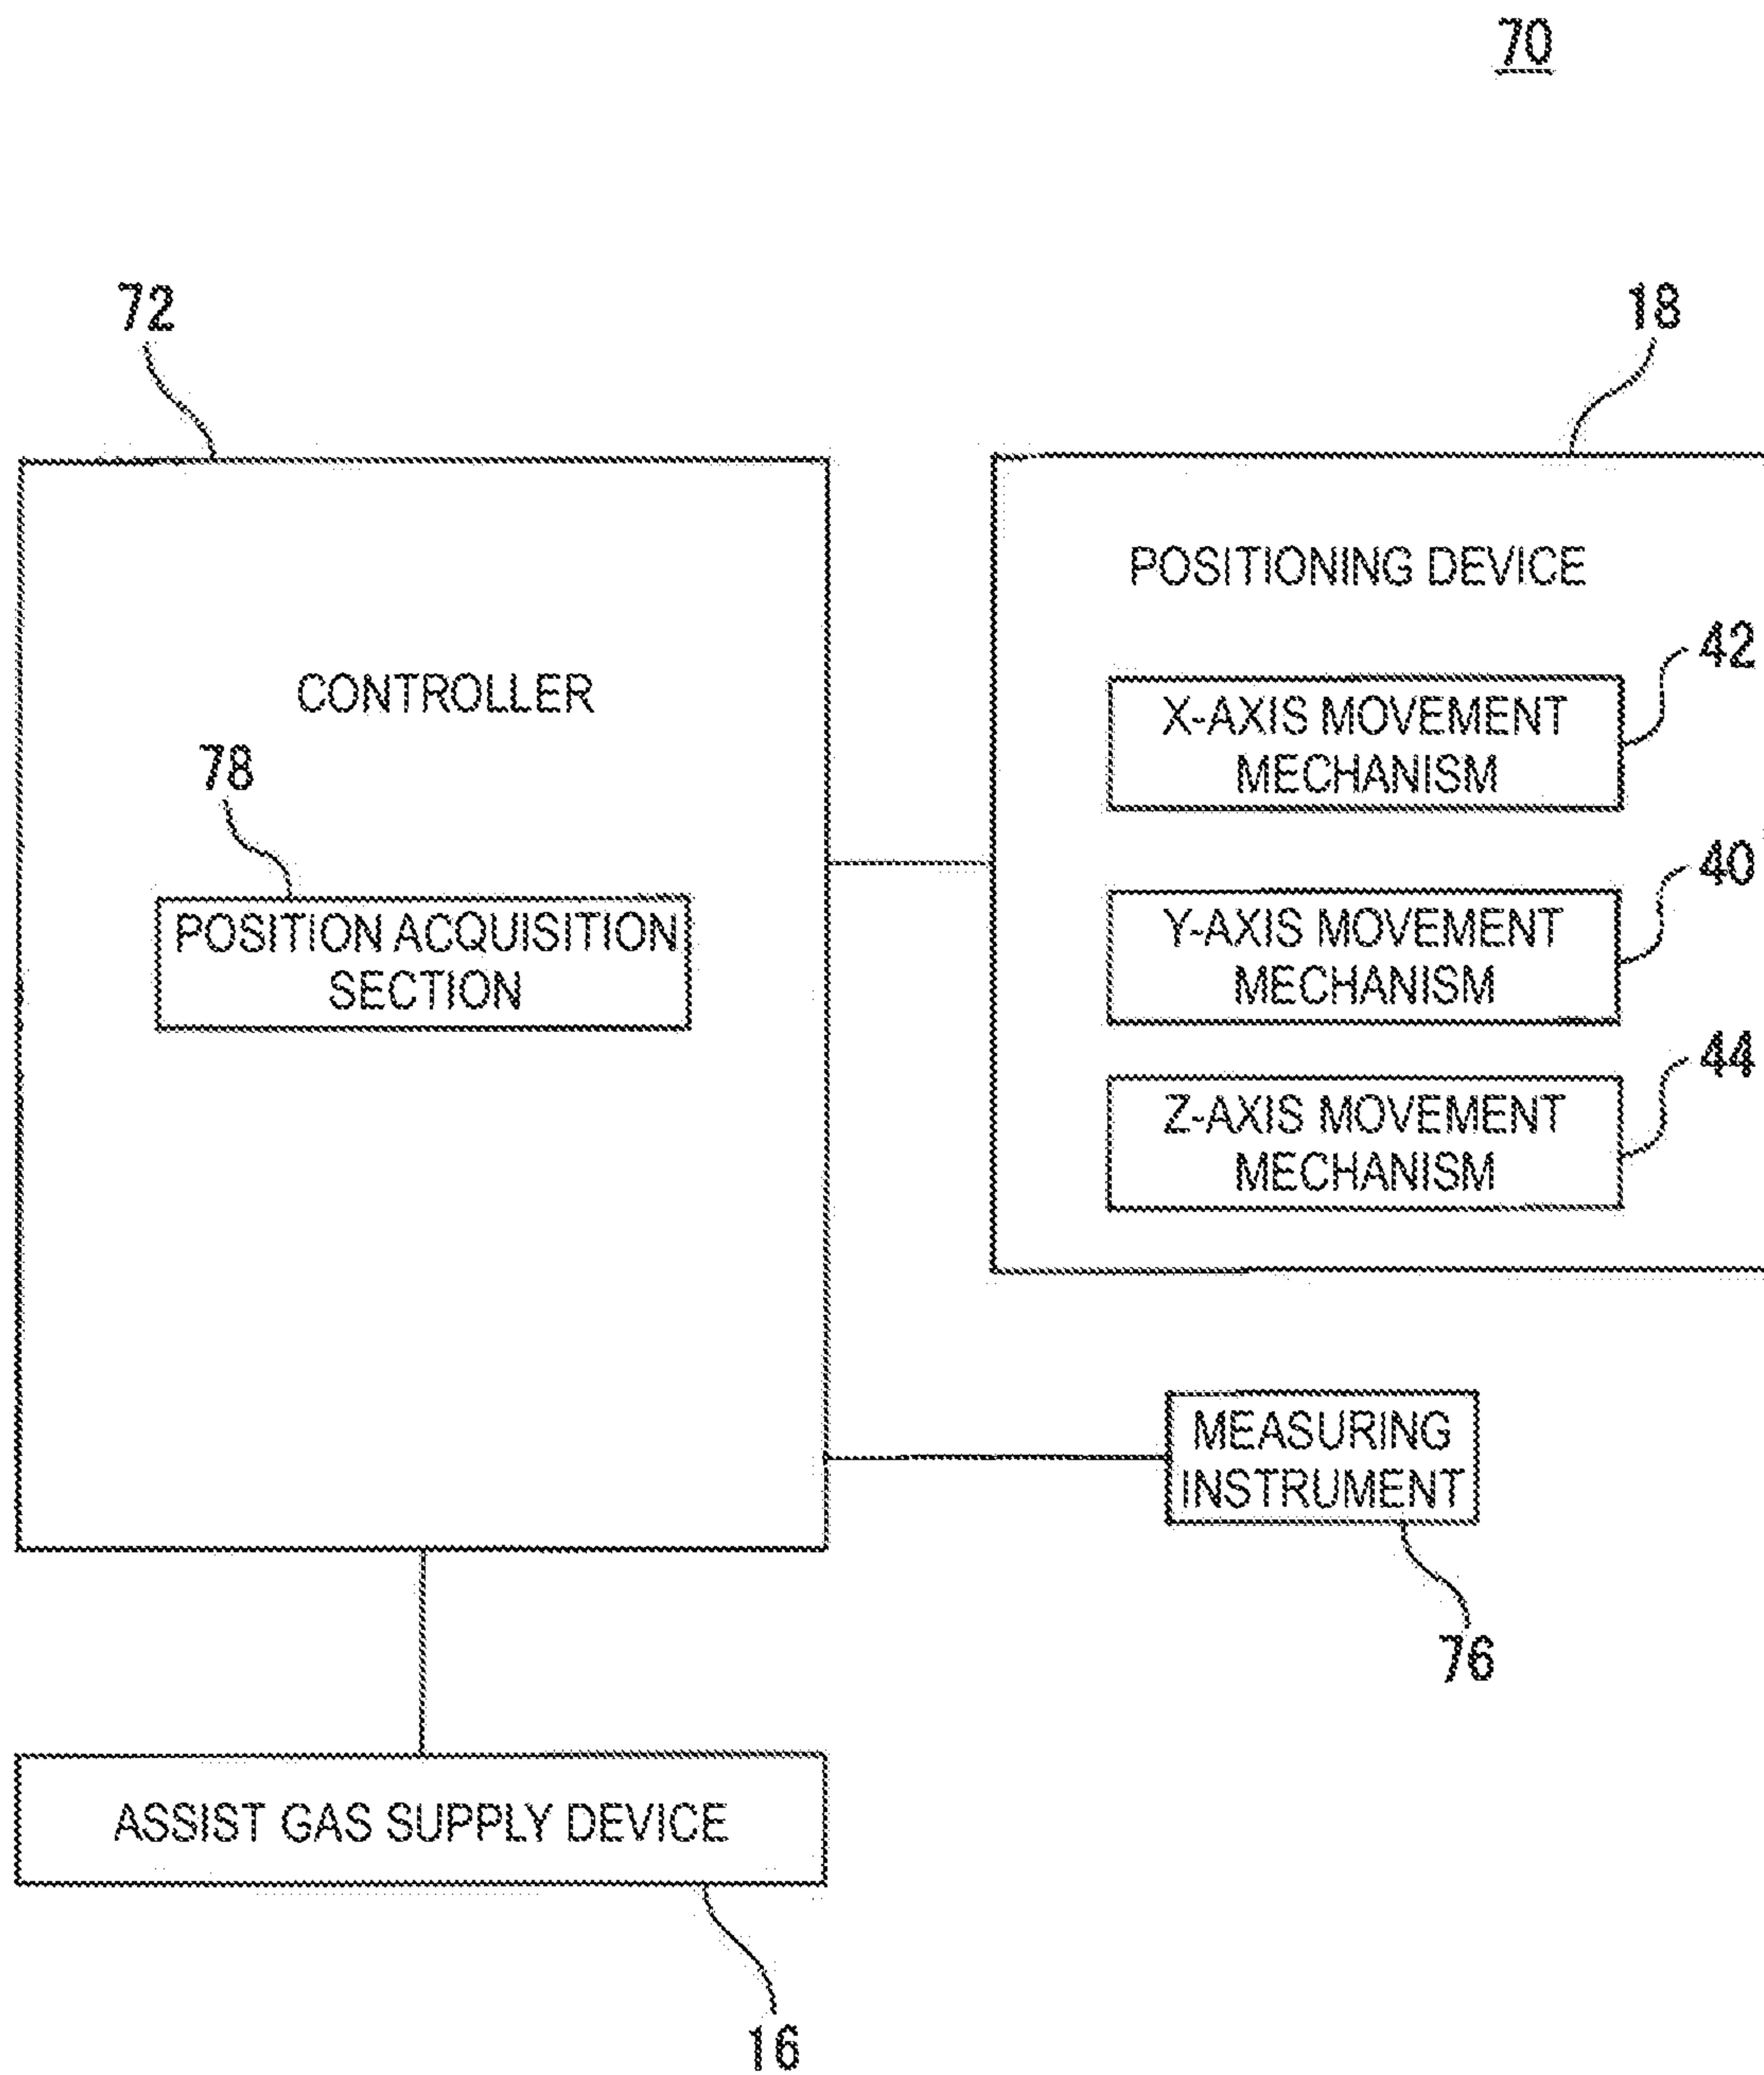 70
72
18
POSITIONING DEVICE
42
CONTROLLER
X-AXIS MOVEMENT
MECHANISM
78
40
POSITION ACQUISITION
SECTION
Y-AXIS MOVEMENT
MECHANISM
44
Z-AXIS MOVEMENT
MECHANISM
MEASURING
INSTRUMENT
76
ASSIST GAS SUPPLY DEVICE
16